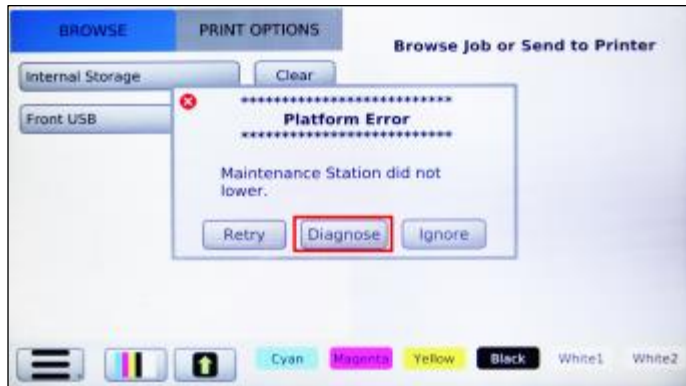 BROWSE
PRINT OPTIONS
Browse Job or Send to Printer
Internal Storage
Clear
Front USB
***************************
Platform Error
***************************
Maintenance Station did not
lower.
Retry
Diagnose
Ignore
Cyan
Magenta
Yellow
Black
White1
White2